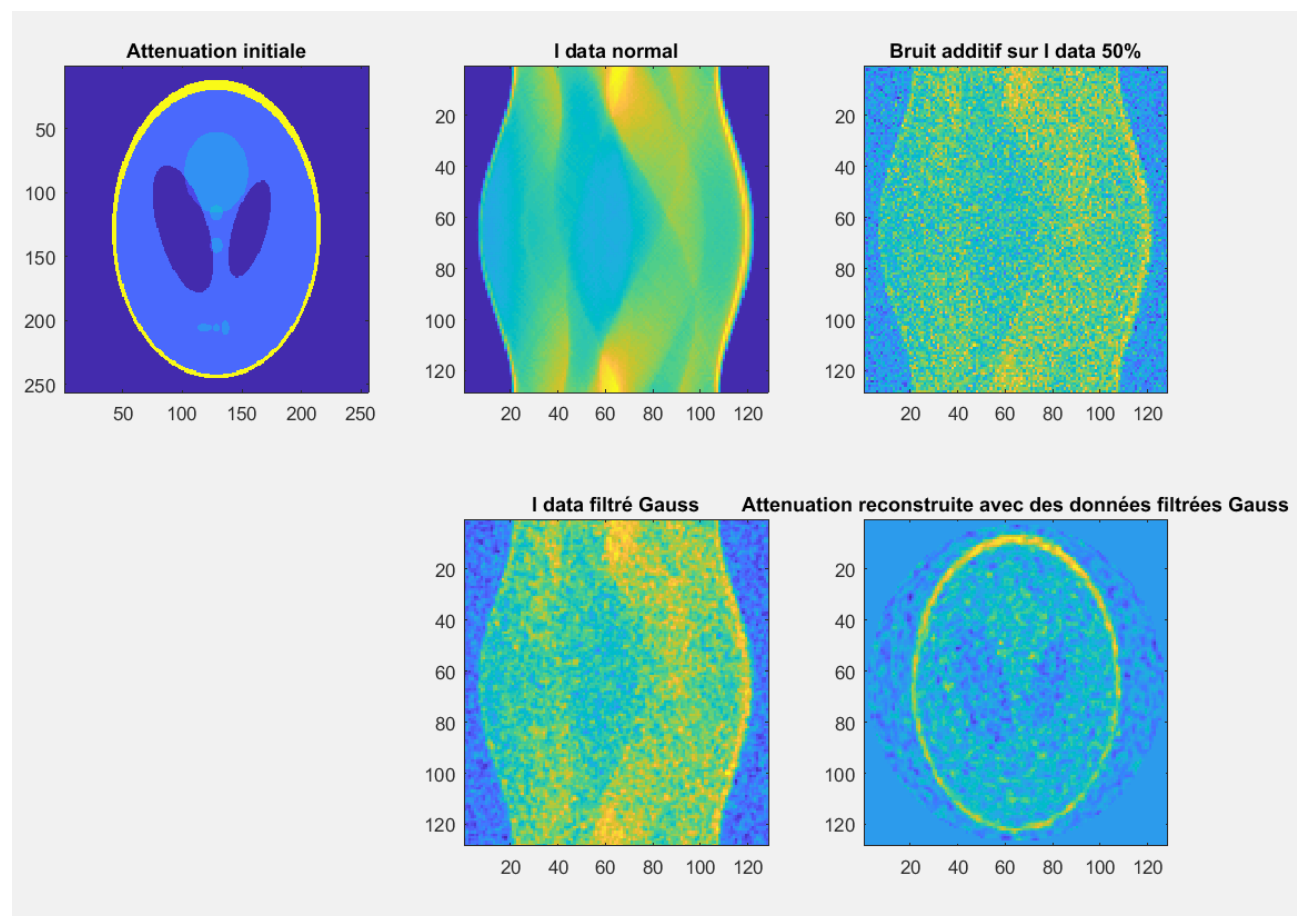 Attenuation initiale
I data normal
Bruit additif sur I data 50%
50
100
150
200
250
50 100 150 200 250
20
40
60
80
100
120
20 40 60 80 100 120
20
40
60
80
100
120
20 40 60 80 100 120
I data filtré Gauss
Attenuation reconstruite avec des données filtrées Gauss
20
40
60
80
100
120
20 40 60 80 100 120
20
40
60
80
100
120
20 40 60 80 100 120